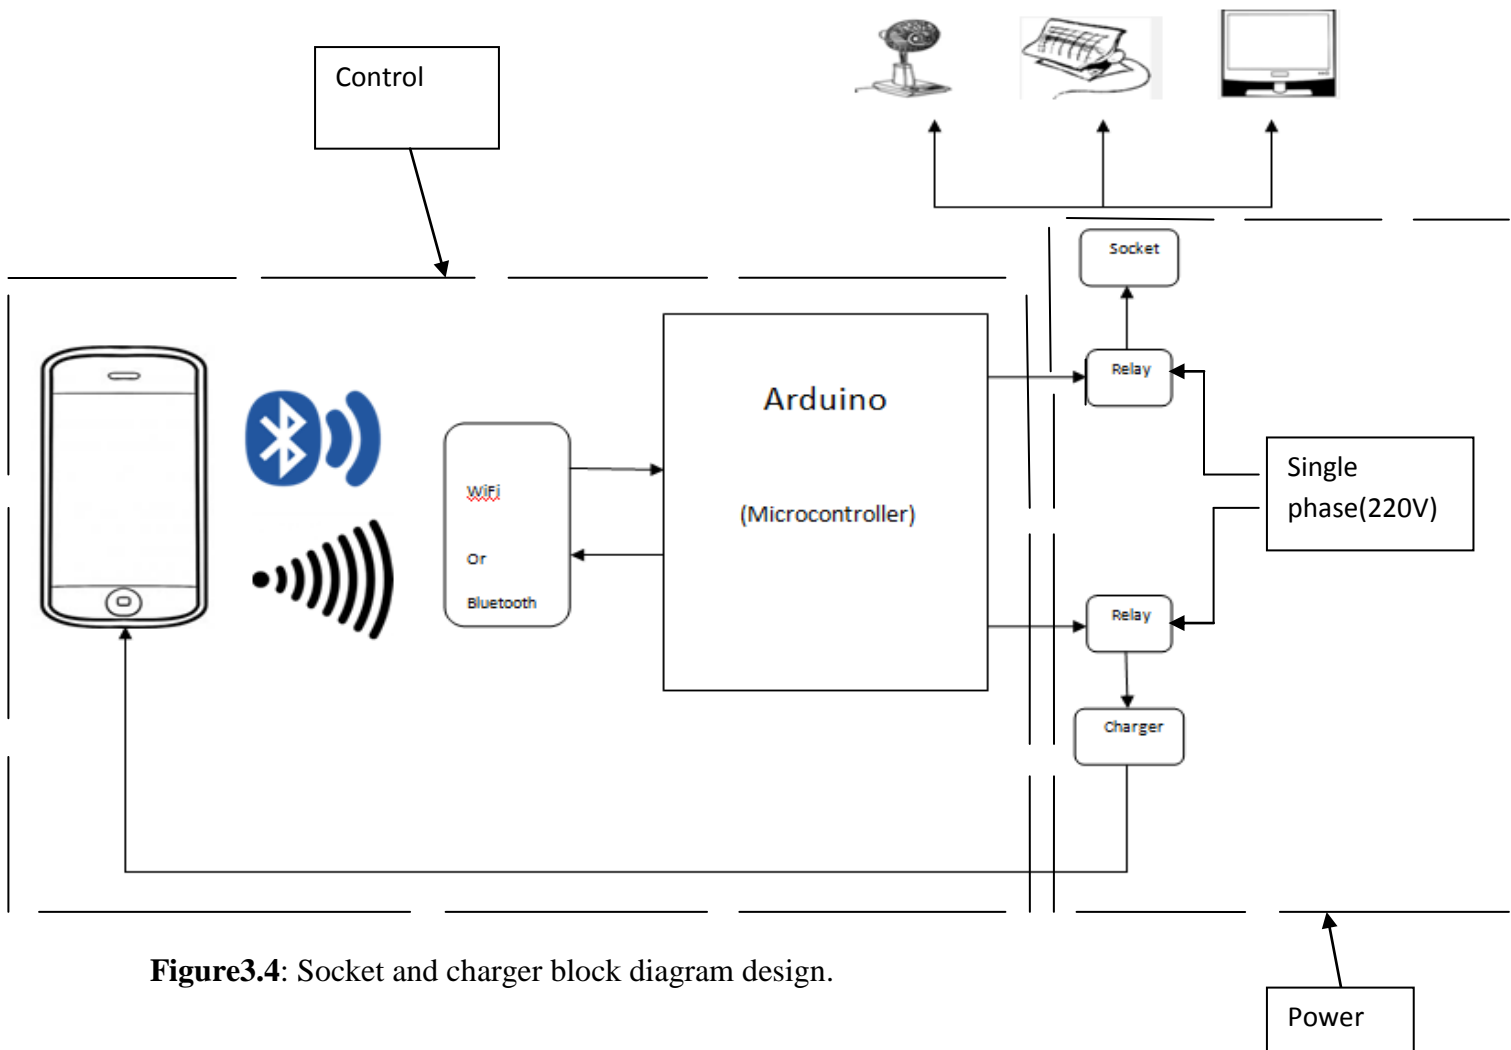 Control
Socket
Relay
Arduino
(Microcontroller)
WiFi
Or
Bluetooth
Single
phase(220V)
Relay
Charger
Figure3.4: Socket and charger block diagram design.
Power